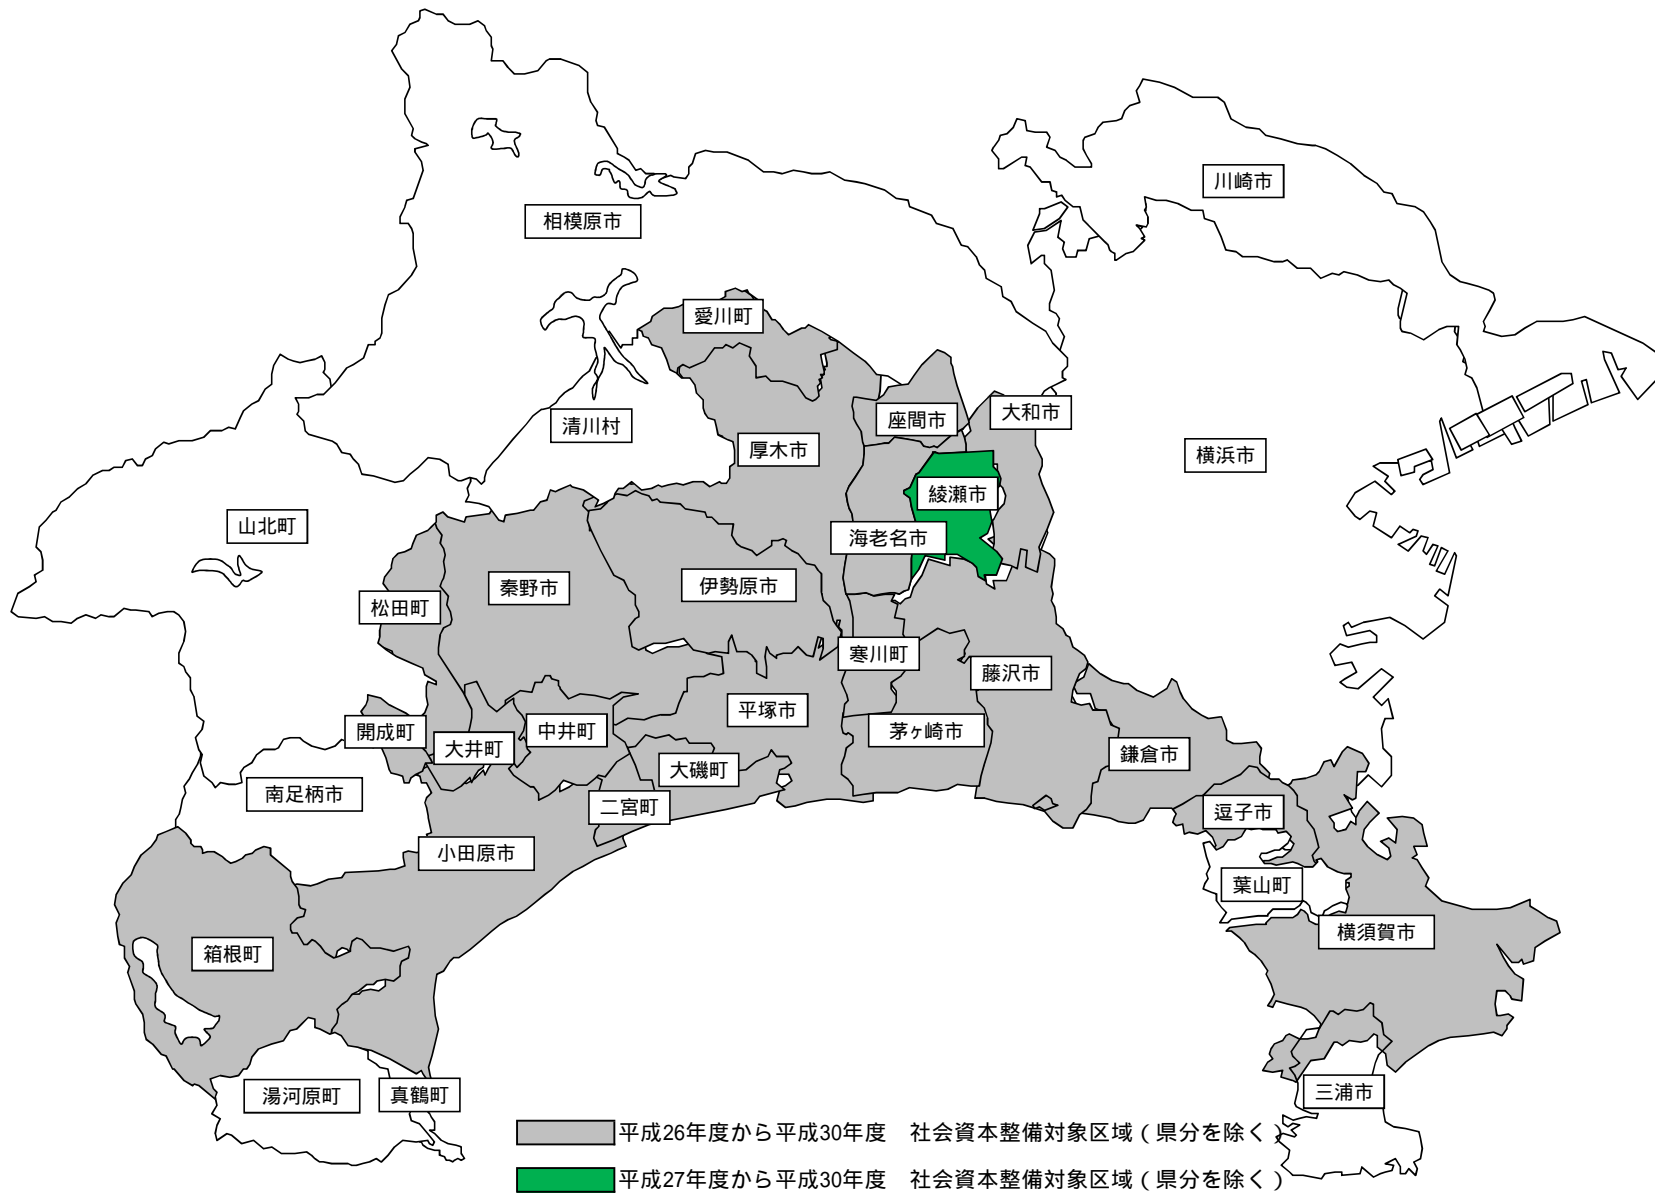 川崎市
相模原市
愛川町
座間市
大和市
清川村
厚木市
横浜市
綾瀬市
山北町
海老名市
秦野市
伊勢原市
松田町
寒川町
藤沢市
平塚市
開成町
中井町
茅ヶ崎市
大井町
鎌倉市
大磯町
南足柄市
二宮町
逗子市
小田原市
葉山町
横須賀市
箱根町
湯河原町
真鶴町
三浦市
平成26年度から平成30年度　社会資本整備対象区域（県分を除く）
平成27年度から平成30年度　社会資本整備対象区域（県分を除く）